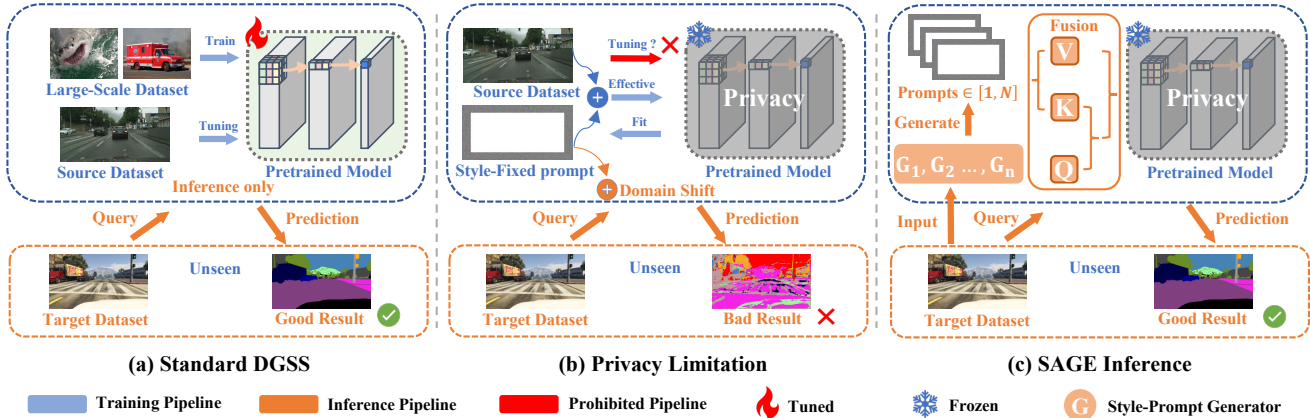 Large-Scale Dataset
Train
Source Dataset
Tuning
Pretrained Model
Inference only
Query
Prediction
Unseen
Target Dataset
Good Result
(a) Standard DGSS
Source Dataset
Tuning ?
Effective
Fit
Privacy
Style-Fixed prompt
Pretrained Model
Domain Shift
Query
Prediction
Unseen
Target Dataset
Bad Result
(b) Privacy Limitation
Fusion
V
K
Q
Prompts ∈ [1, N]
Generate
G₁, G₂ ..., Gₙ
Privacy
Pretrained Model
Input
Query
Prediction
Unseen
Target Dataset
Good Result
(c) SAGE Inference
Training Pipeline
Inference Pipeline
Prohibited Pipeline
Tuned
Frozen
G
Style-Prompt Generator